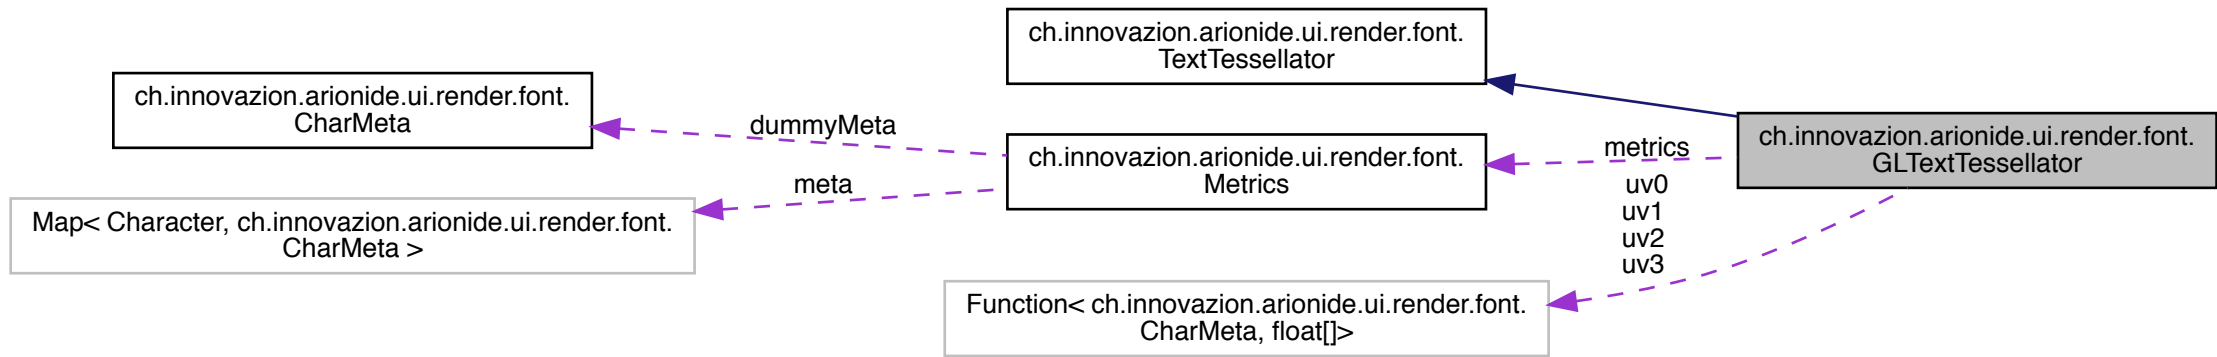 ch.innovazion.arionide.ui.render.font.
TextTessellator
ch.innovazion.arionide.ui.render.font.
CharMeta
dummyMeta
ch.innovazion.arionide.ui.render.font.
Metrics
metrics
ch.innovazion.arionide.ui.render.font.
GLTextTessellator
meta
Map< Character, ch.innovazion.arionide.ui.render.font.
CharMeta >
uv0
uv1
uv2
uv3
Function< ch.innovazion.arionide.ui.render.font.
CharMeta, float[]>